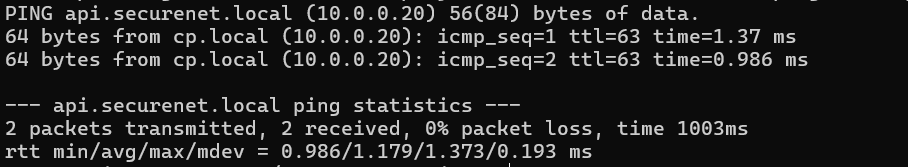 PING api.securenet.local (10.0.0.20) 56(84) bytes of data.
64 bytes from cp.local (10.0.0.20): icmp_seq=1 ttl=63 time=1.37 ms
64 bytes from cp.local (10.0.0.20): icmp_seq=2 ttl=63 time=0.986 ms

--- api.securenet.local ping statistics ---
2 packets transmitted, 2 received, 0% packet loss, time 1003ms
rtt min/avg/max/mdev = 0.986/1.179/1.373/0.193 ms